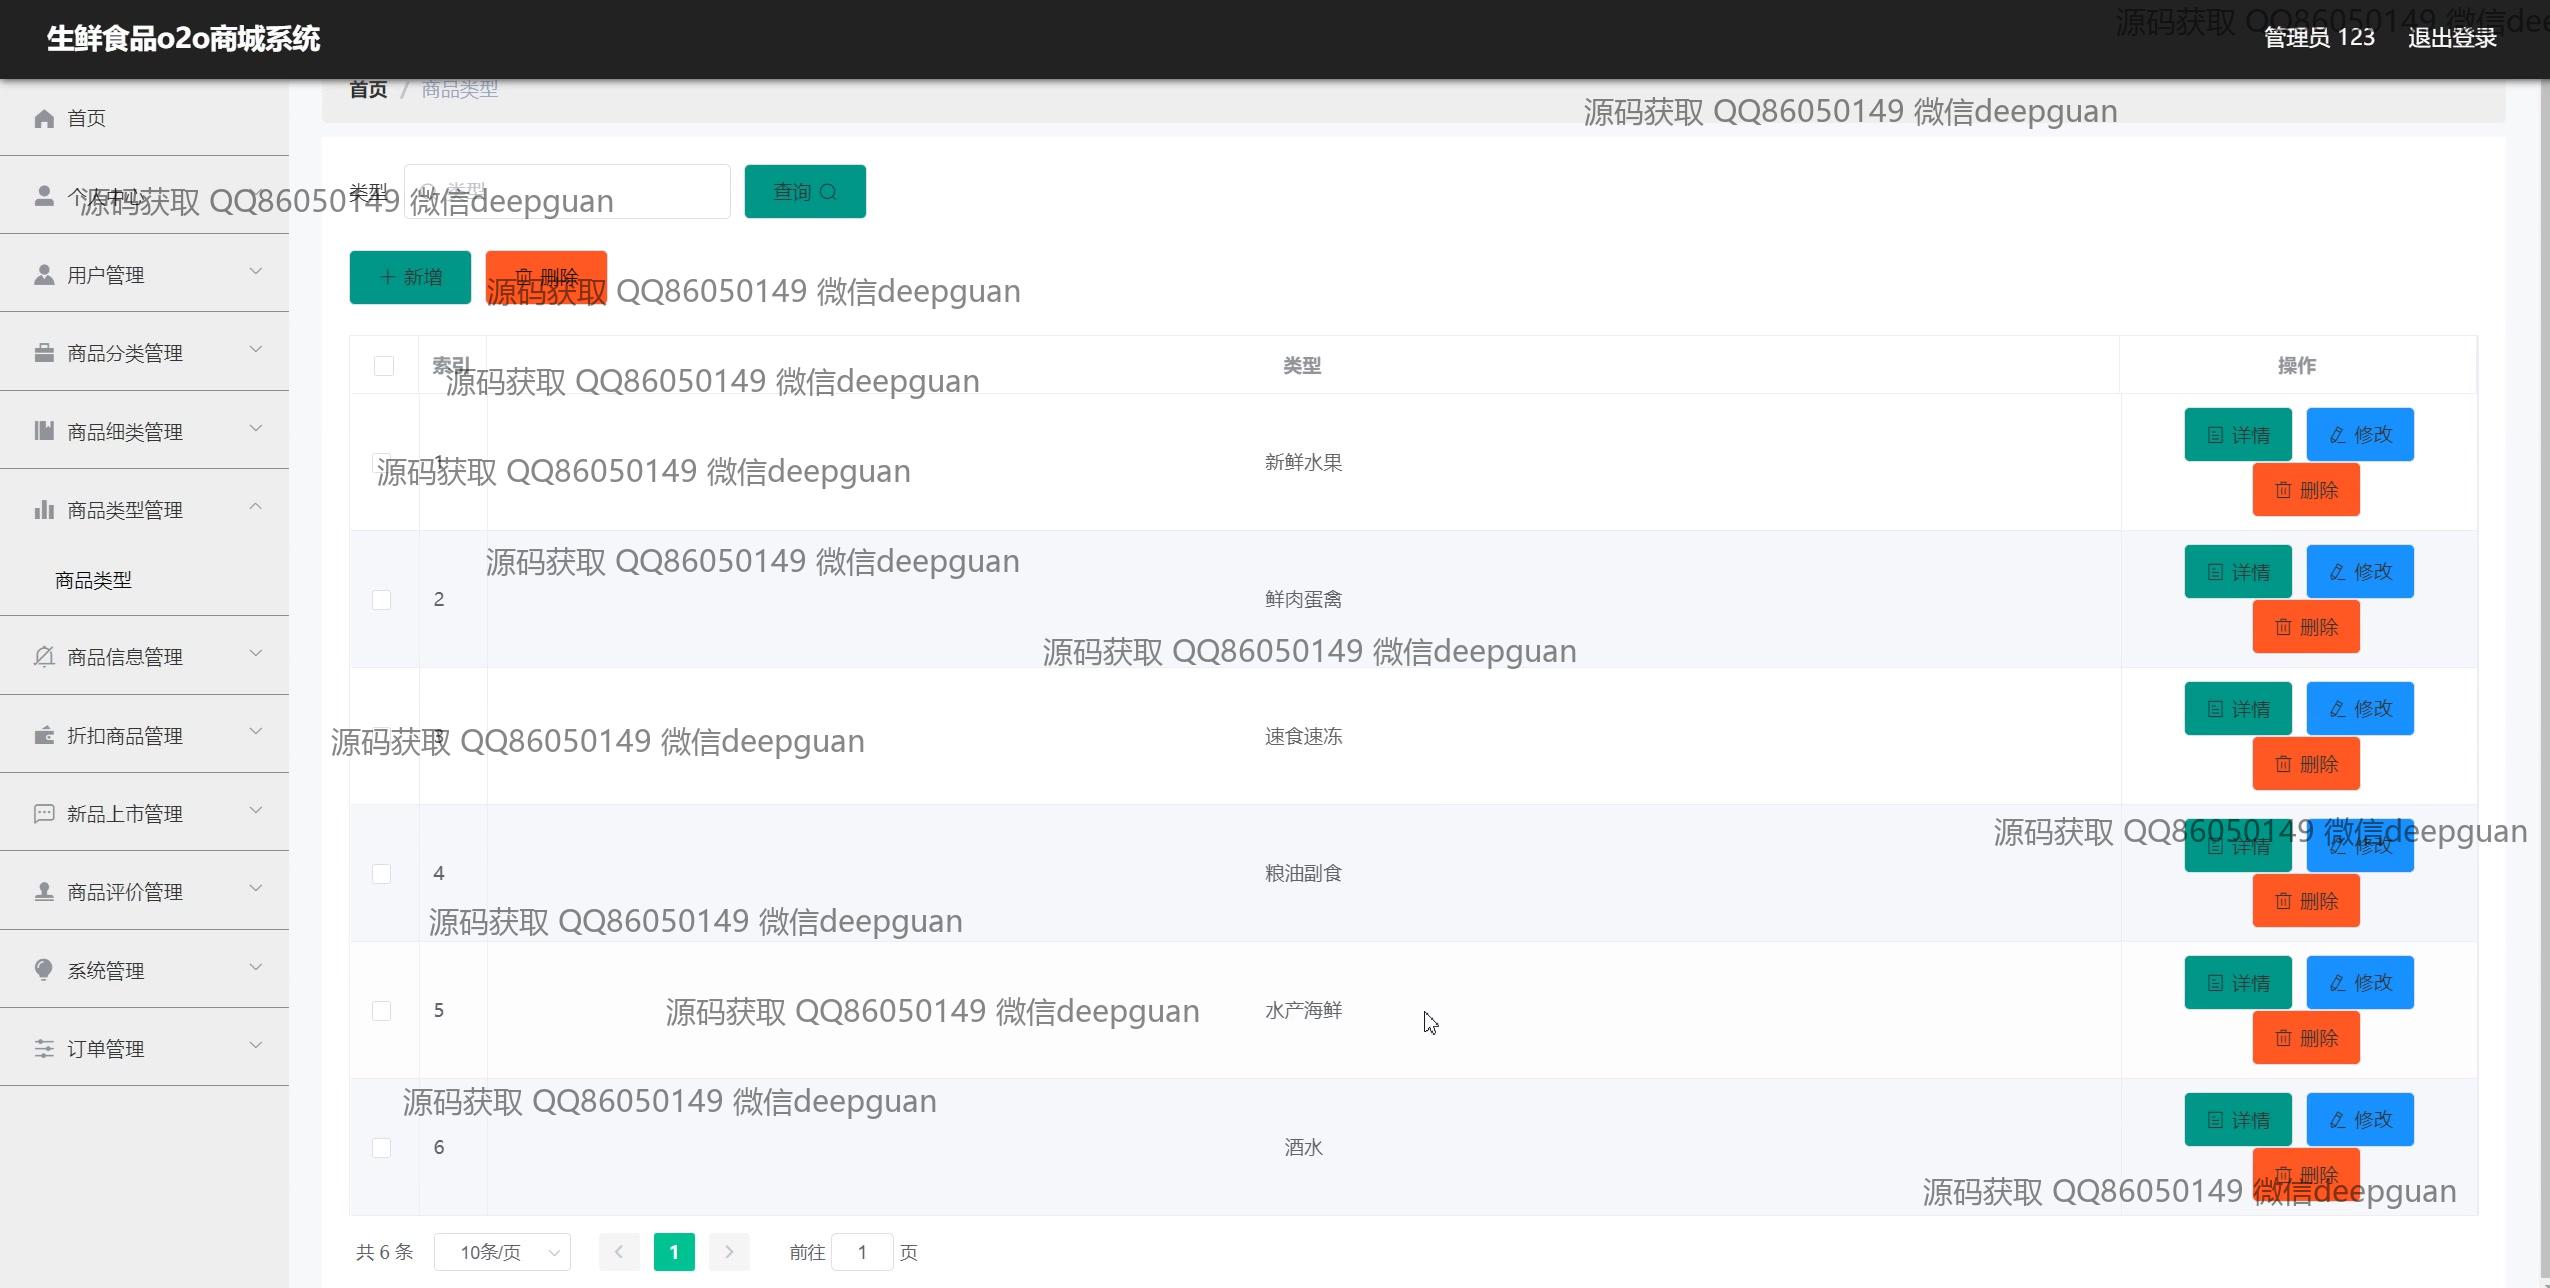 生鲜食品o2o商城系统
管理员 123 退出登录
源码获取 QQ86050149 微信dee
首页 / 商品类型
源码获取 QQ86050149 微信deepguan
首页
个人中心
用户管理
商品分类管理
商品细类管理
商品类型管理
商品类型
商品信息管理
折扣商品管理
新品上市管理
商品评价管理
系统管理
订单管理
类型 类型 查询
源码获取 QQ86050149 微信deepguan
新增 删除
源码获取 QQ86050149 微信deepguan
索引 类型 操作
源码获取 QQ86050149 微信deepguan
1 新鲜水果 详情 修改 删除
源码获取 QQ86050149 微信deepguan
源码获取 QQ86050149 微信deepguan
2 鲜肉蛋禽 详情 修改 删除
源码获取 QQ86050149 微信deepguan
3 速食速冻 详情 修改 删除
源码获取 QQ86050149 微信deepguan
源码获取 QQ86050149 微信deepguan
4 粮油副食 详情 修改 删除
源码获取 QQ86050149 微信deepguan
5 水产海鲜 详情 修改 删除
源码获取 QQ86050149 微信deepguan
源码获取 QQ86050149 微信deepguan
6 酒水 详情 修改 删除
源码获取 QQ86050149 微信deepguan
共 6 条 10条/页 1 前往 1 页